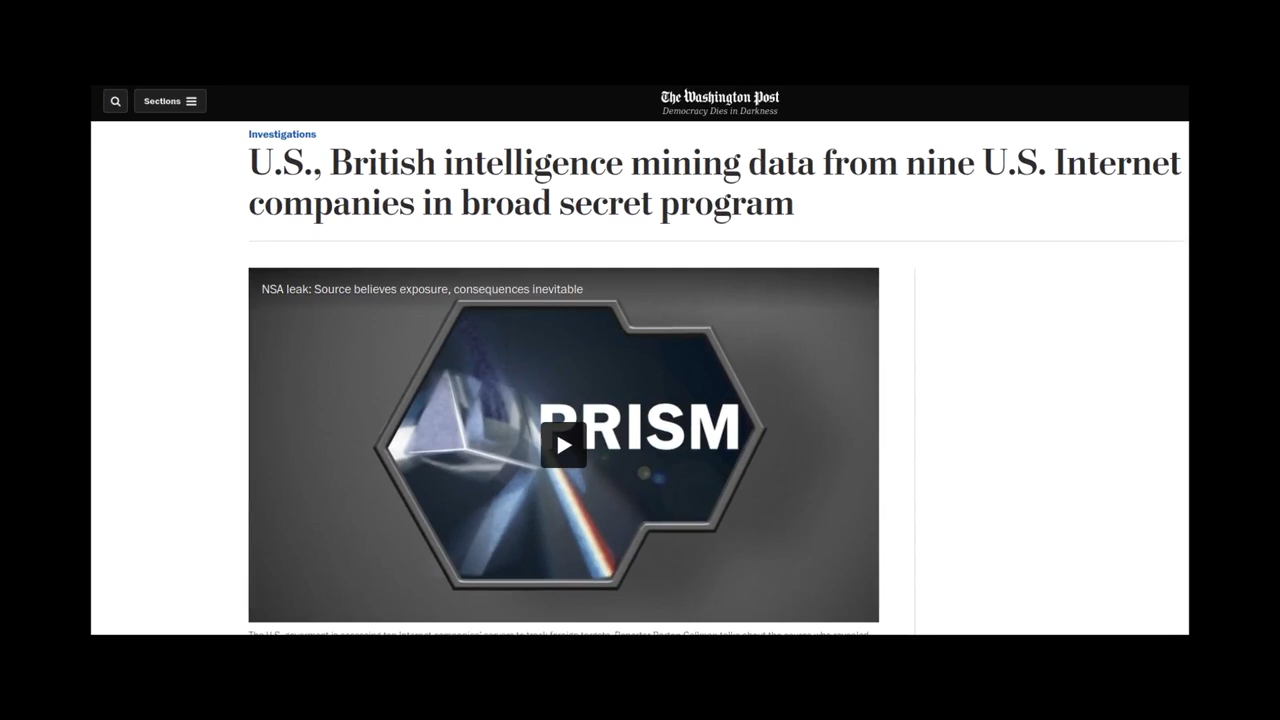 Sections
The Washington Post
Democracy Dies in Darkness
Investigations
U.S., British intelligence mining data from nine U.S. Internet
companies in broad secret program
NSA leak: Source believes exposure, consequences inevitable
PRISM